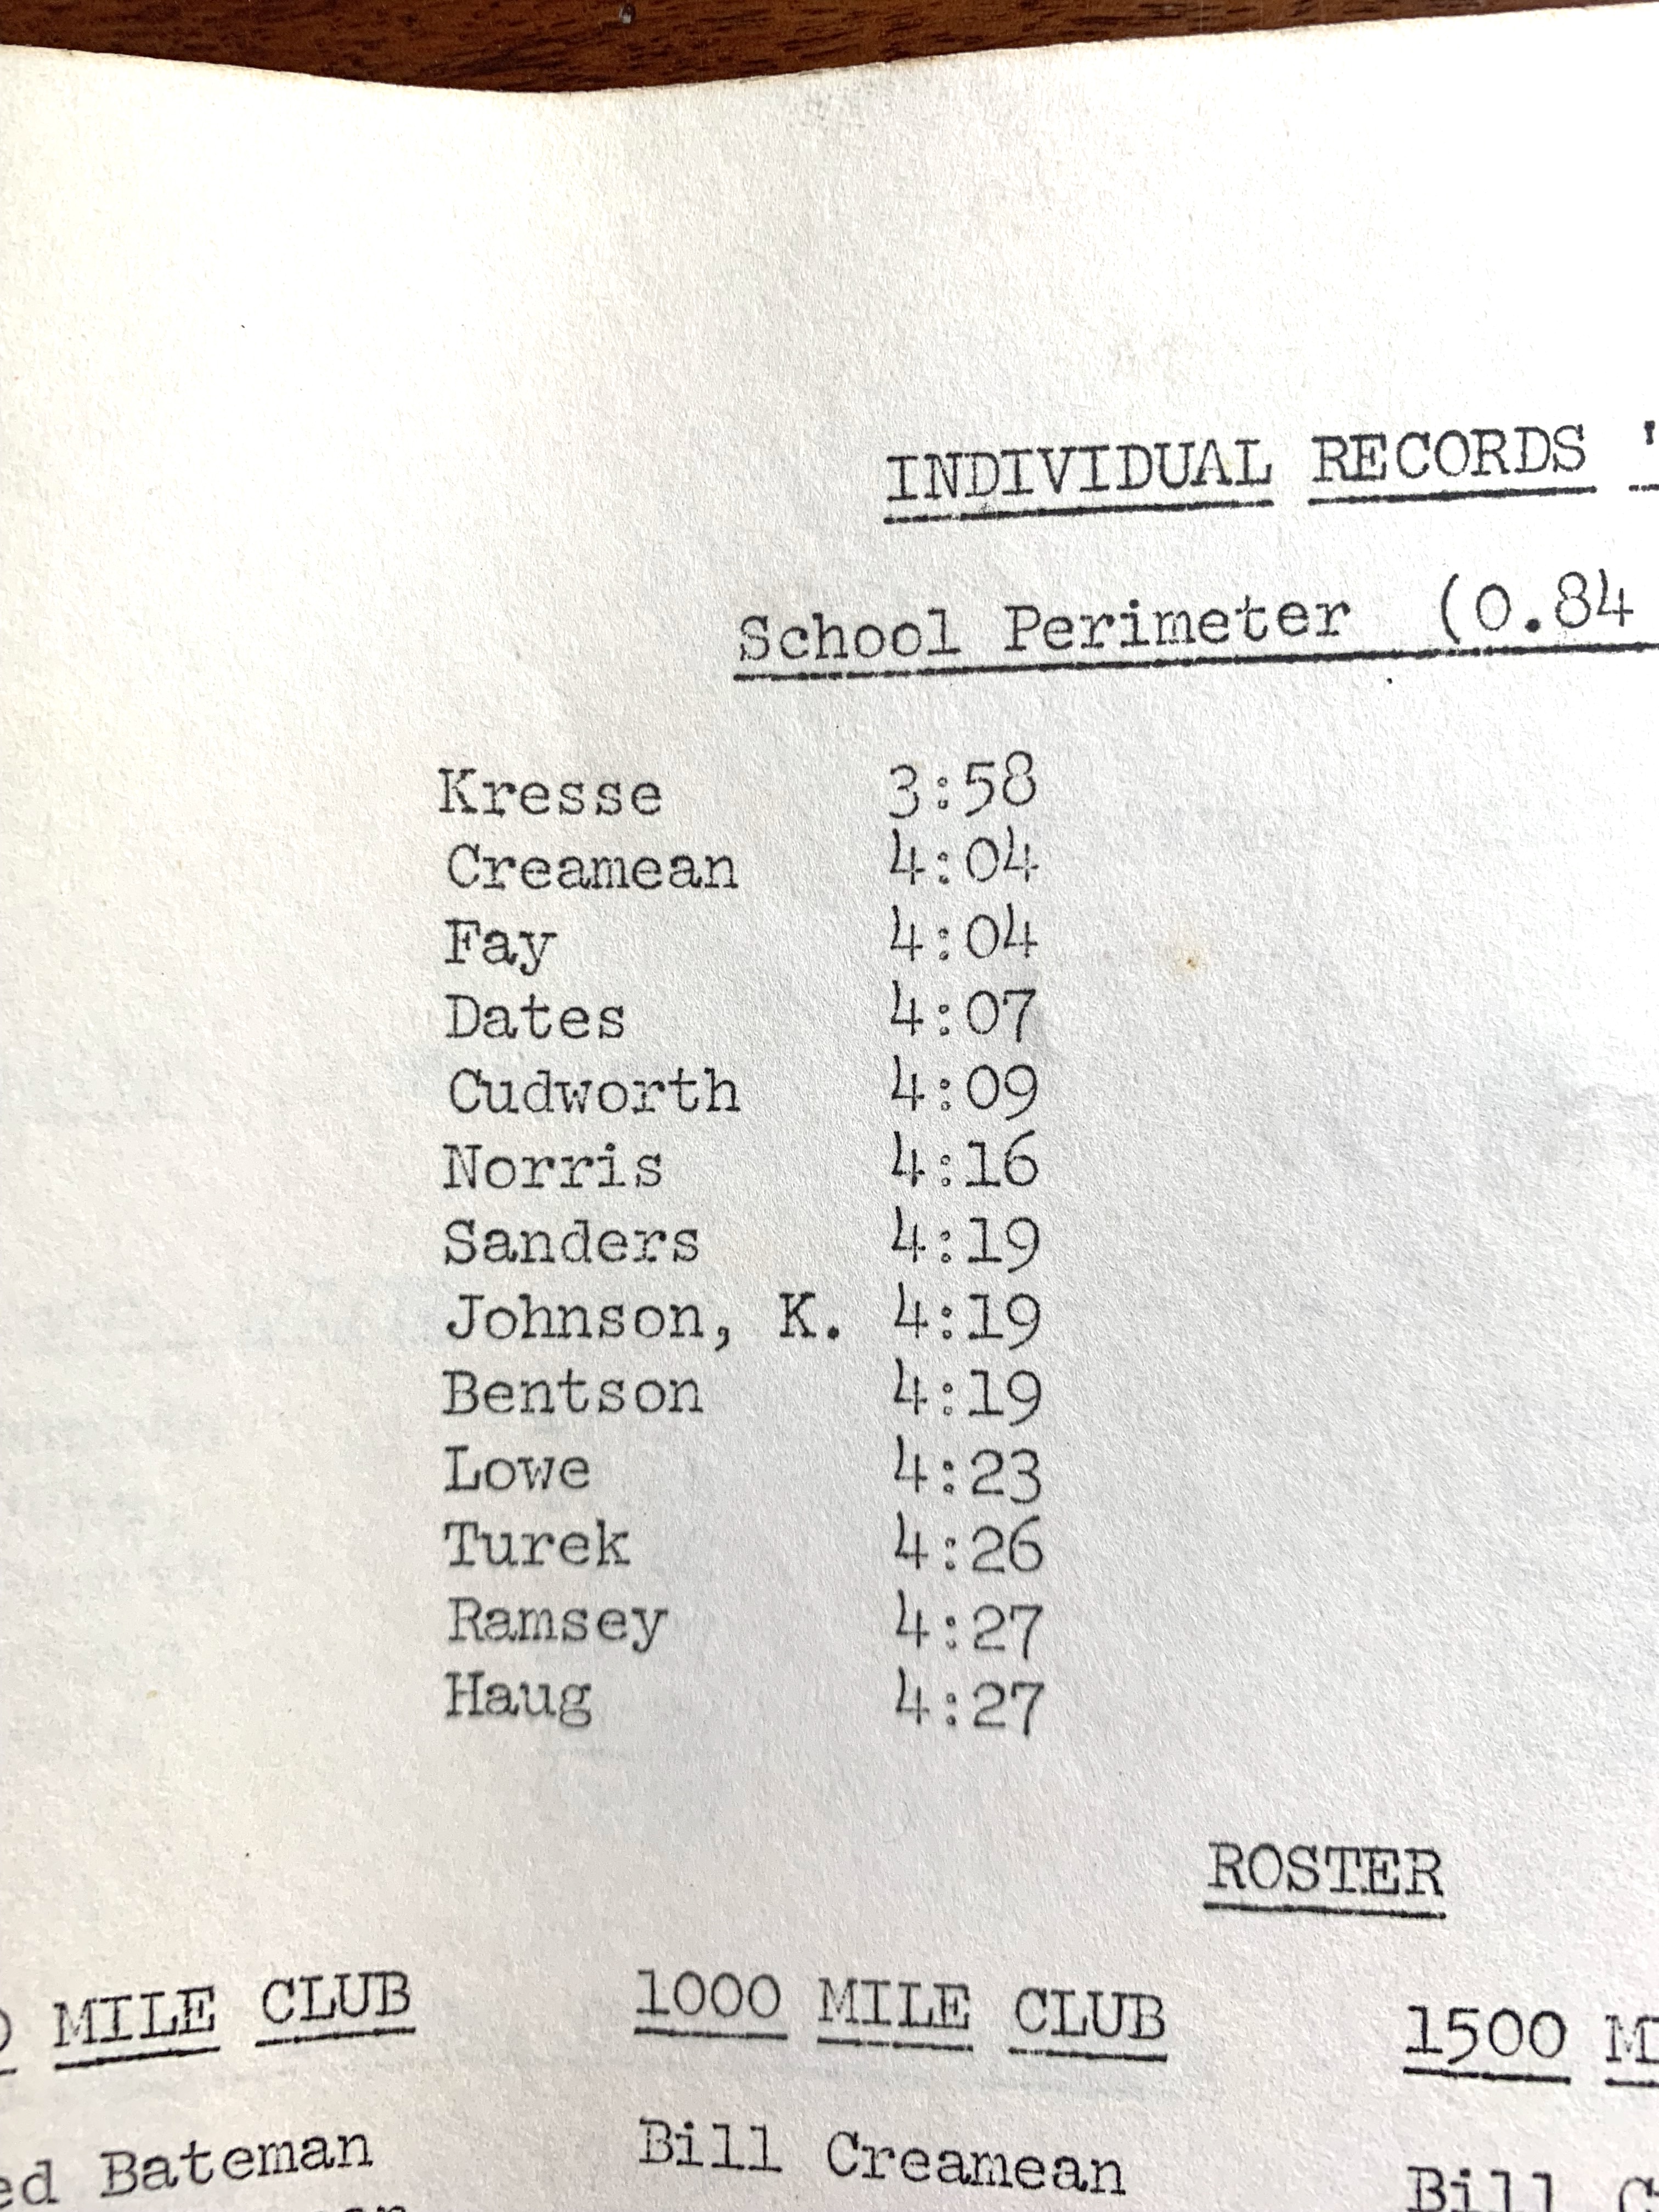 INDIVIDUAL RECORDS '
School Perimeter (0.84
Kresse 3:58
Creamean 4:04
Fay 4:04
Dates 4:07
Cudworth 4:09
Norris 4:16
Sanders 4:19
Johnson, K. 4:19
Bentson 4:19
Lowe 4:23
Turek 4:26
Ramsey 4:27
Haug 4:27
ROSTER
MILE CLUB 1000 MILE CLUB 1500
Bateman Bill Creamean Bill